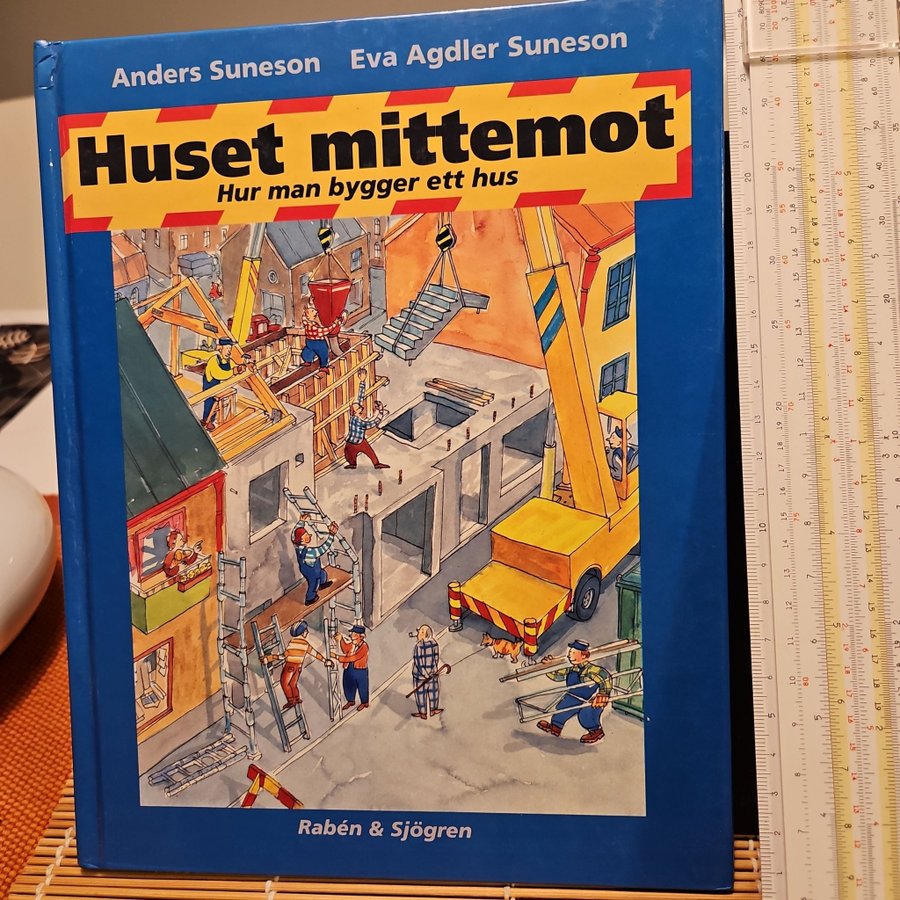 Anders Suneson Eva Agdler Suneson
Huset mittemot
Hur man bygger ett hus
Rabén & Sjögren